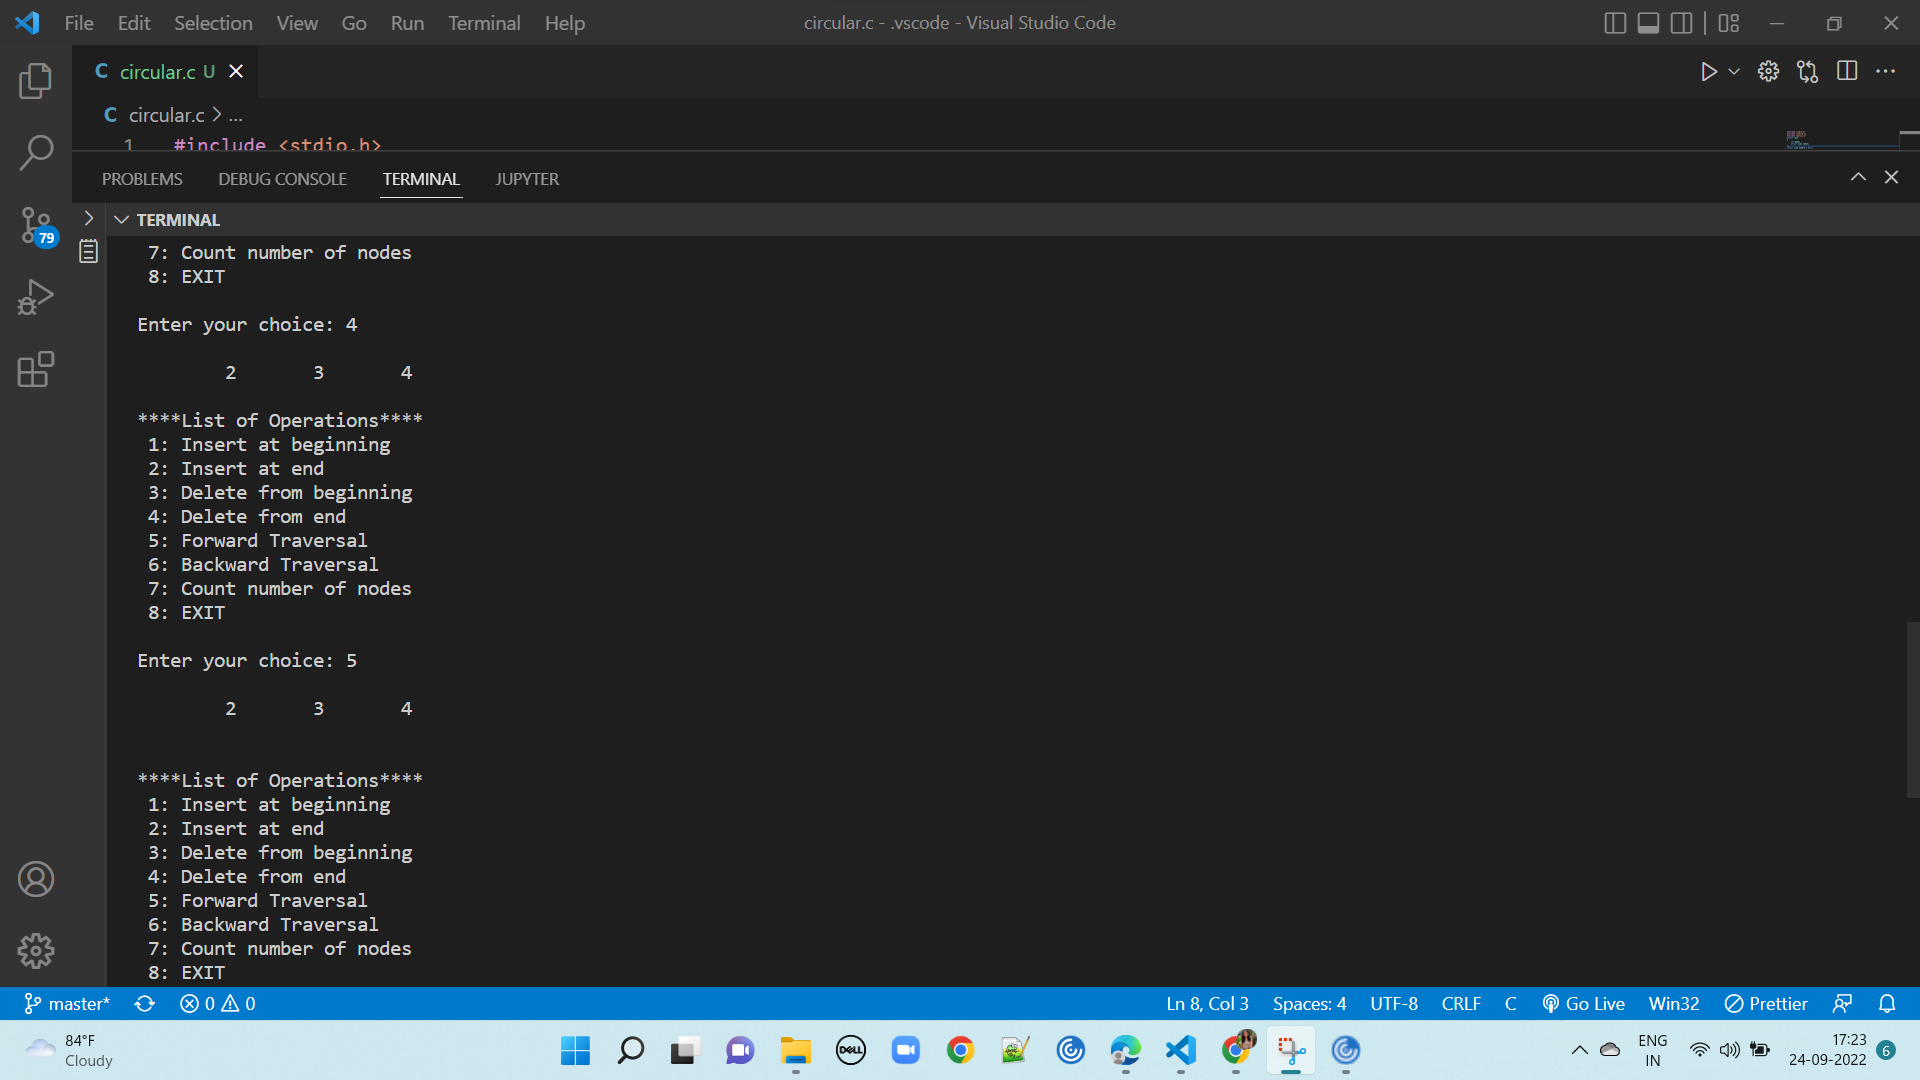 File Edit Selection View Go Run Terminal Help circular.c - .vscode - Visual Studio Code
C circular.c U
C circular.c > ...
1 #include <stdio.h>
PROBLEMS DEBUG CONSOLE TERMINAL JUPYTER
TERMINAL
79
7: Count number of nodes
8: EXIT
Enter your choice: 4
2 3 4
****List of Operations****
1: Insert at beginning
2: Insert at end
3: Delete from beginning
4: Delete from end
5: Forward Traversal
6: Backward Traversal
7: Count number of nodes
8: EXIT
Enter your choice: 5
2 3 4
****List of Operations****
1: Insert at beginning
2: Insert at end
3: Delete from beginning
4: Delete from end
5: Forward Traversal
6: Backward Traversal
7: Count number of nodes
8: EXIT
master* 0 0 Ln 8, Col 3 Spaces: 4 UTF-8 CRLF C Go Live Win32 Prettier
84°F
Cloudy
DELL
ENG
IN
17:23
24-09-2022
6